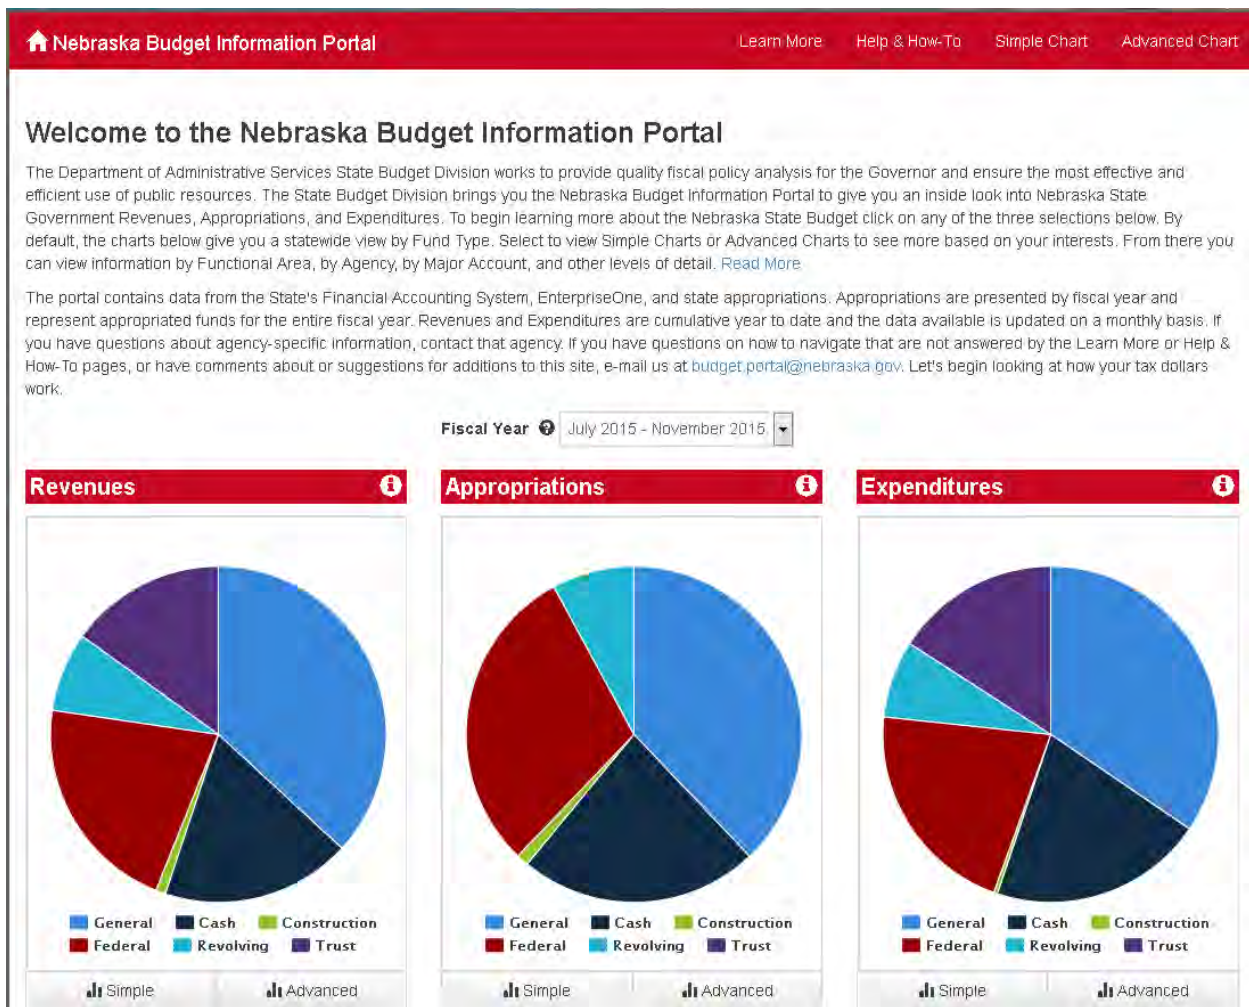 Nebraska Budget Information Portal
Learn More Help & How-To Simple Chart Advanced Chart
Welcome to the Nebraska Budget Information Portal
The Department of Administrative Services State Budget Division works to provide quality fiscal policy analysis for the Governor and ensure the most effective and
efficient use of public resources. The State Budget Division brings you the Nebraska Budget Information Portal to give you an inside look into Nebraska State
Government Revenues, Appropriations, and Expenditures. To begin learning more about the Nebraska State Budget click on any of the three selections below. By
default, the charts below give you a statewide view by Fund Type. Select to view Simple Charts or Advanced Charts to see more based on your interests. From there you
can view information by Functional Area, by Agency, by Major Account, and other levels of detail. Read More
The portal contains data from the State's Financial Accounting System, EnterpriseOne, and state appropriations. Appropriations are presented by fiscal year and
represent appropriated funds for the entire fiscal year. Revenues and Expenditures are cumulative year to date and the data available is updated on a monthly basis. If
you have questions about agency-specific information, contact that agency. If you have questions on how to navigate that are not answered by the Learn More or Help &
How-To pages, or have comments about or suggestions for additions to this site, e-mail us at budget.portal@nebraska.gov. Let's begin looking at how your tax dollars
work.
Fiscal Year July 2015 - November 2015
Revenues
General Cash Construction
Federal Revolving Trust
Simple Advanced
Appropriations
General Cash Construction
Federal Revolving Trust
Simple Advanced
Expenditures
General Cash Construction
Federal Revolving Trust
Simple Advanced